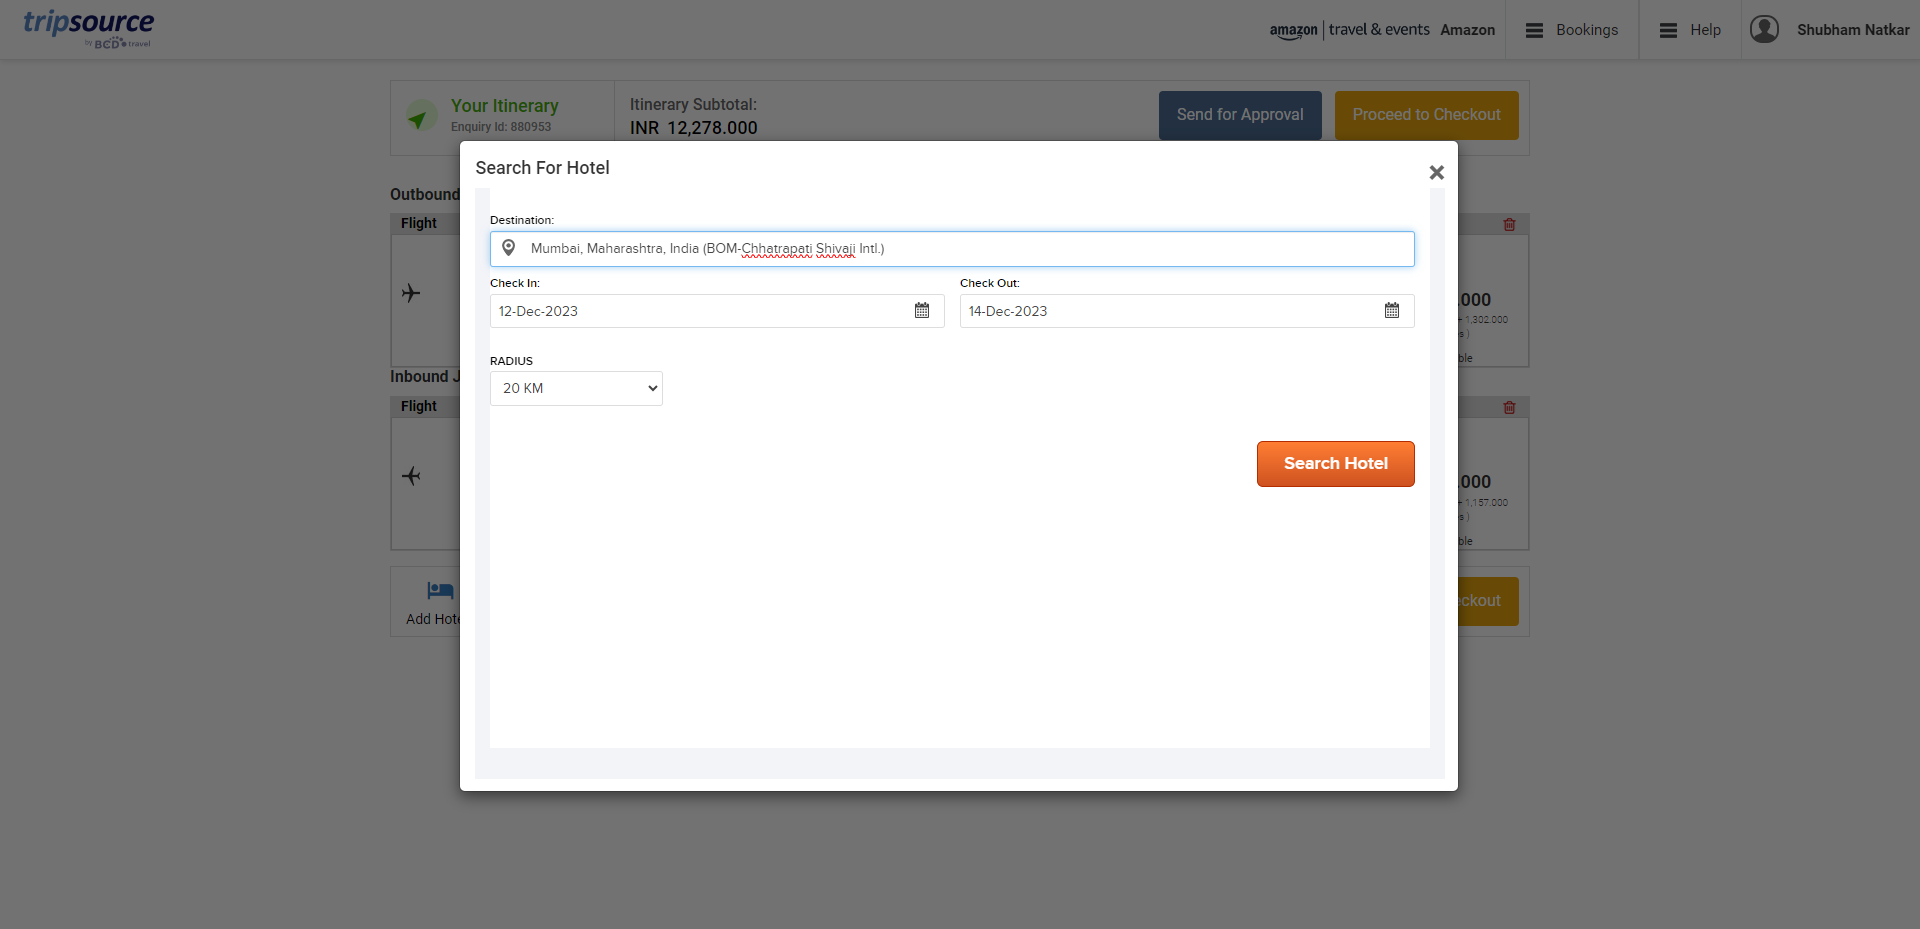 tripsource
by BCD travel
amazon | travel & events Amazon
Bookings
Help
Shubham Natkar
Your Itinerary
Enquiry Id: 880953
Itinerary Subtotal:
INR 12,278.000
Send for Approval
Proceed to Checkout
Search For Hotel
Outbound
Flight
Destination:
Mumbai, Maharashtra, India (BOM-Chhatrapati Shivaji Intl.)
Check In:
Check Out:
12-Dec-2023
14-Dec-2023
.000
+ 1,302.000
s )
ble
RADIUS
20 KM
Inbound J
Flight
Search Hotel
.000
+ 1,157.000
s )
ble
Add Hote
eckout